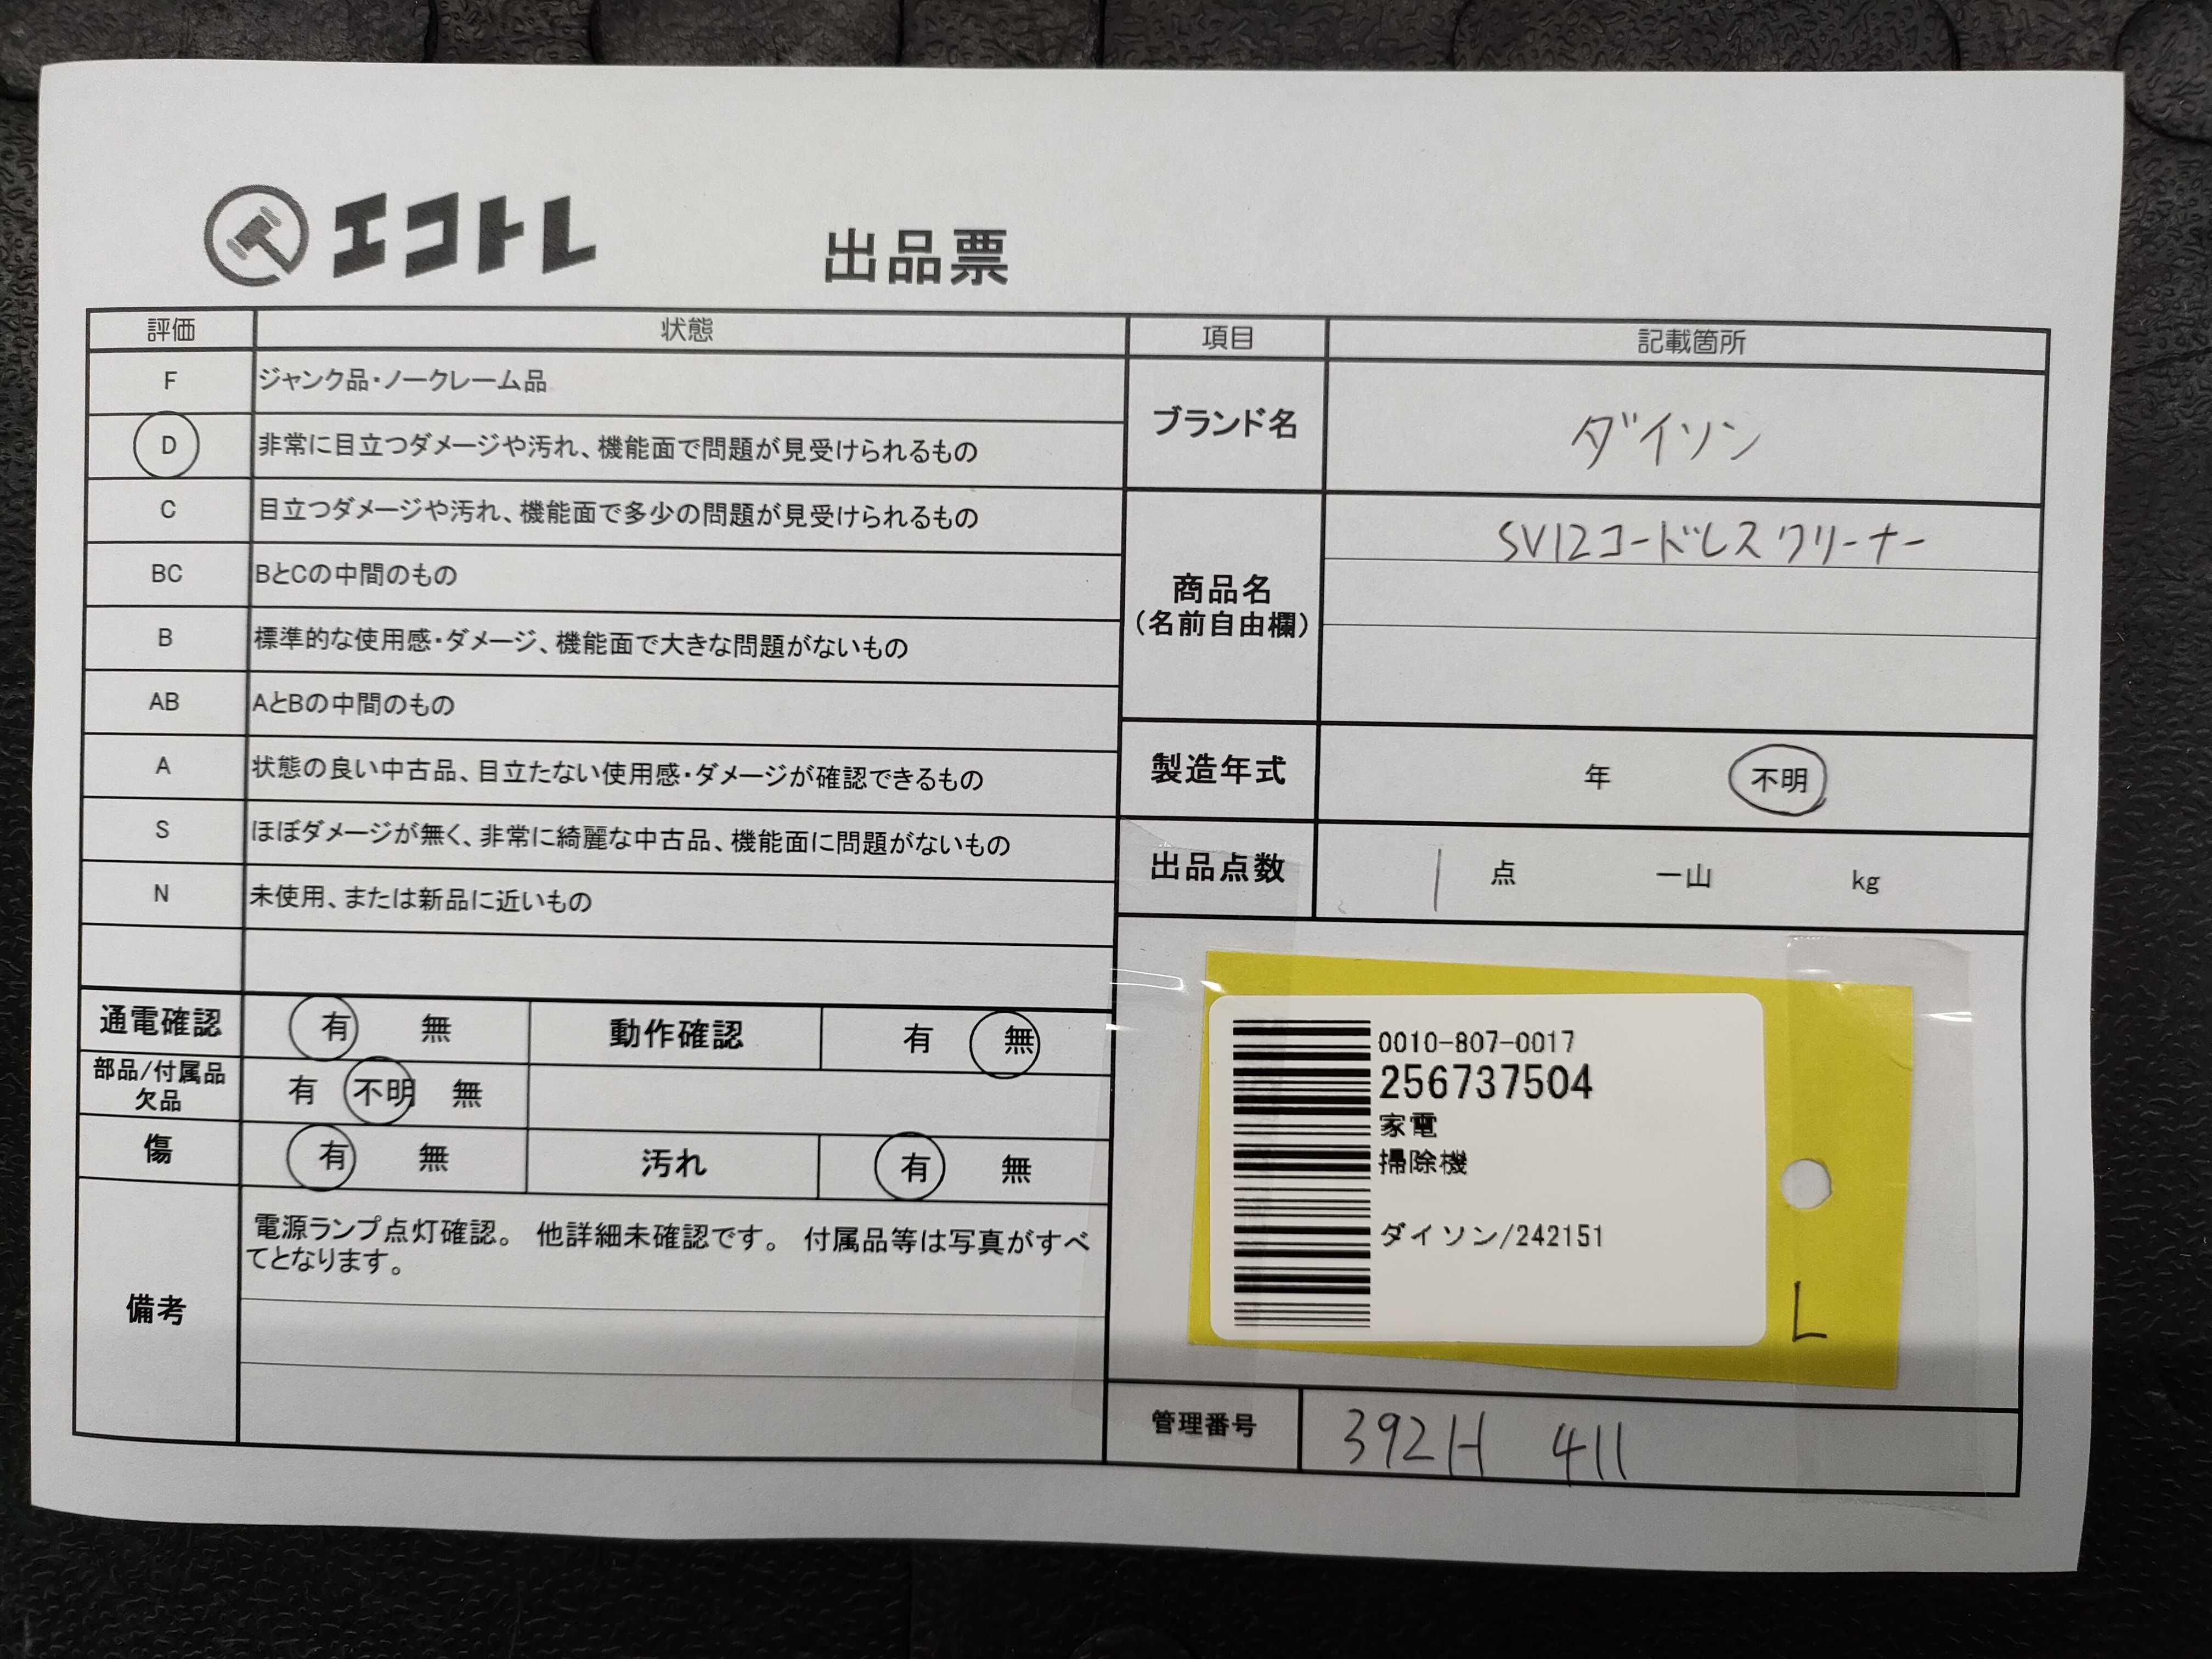 エコトレ
出品票
評価 状態
F ジャンク品・ノークレーム品
D 非常に目立つダメージや汚れ、機能面で問題が見受けられるもの
C 目立つダメージや汚れ、機能面で多少の問題が見受けられるもの
BC BとCの中間のもの
B 標準的な使用感・ダメージ、機能面で大きな問題がないもの
AB AとBの中間のもの
A 状態の良い中古品、目立たない使用感・ダメージが確認できるもの
S ほぼダメージが無く、非常に綺麗な中古品、機能面に問題がないもの
N 未使用、または新品に近いもの
通電確認 有 無 動作確認 有 無
部品/付属品
欠品 有 不明 無
傷 有 無 汚れ 有 無
備考
電源ランプ点灯確認。 他詳細未確認です。 付属品等は写真がすべ
てとなります。
項目 記載箇所
ブランド名 ダイソン
商品名
(名前自由欄)
SV12コードレスクリーナー
製造年式 年 不明
出品点数 1 点 一山 kg
0010-807-0017
256737504
家電
掃除機
ダイソン/242151
L
管理番号 392H 411